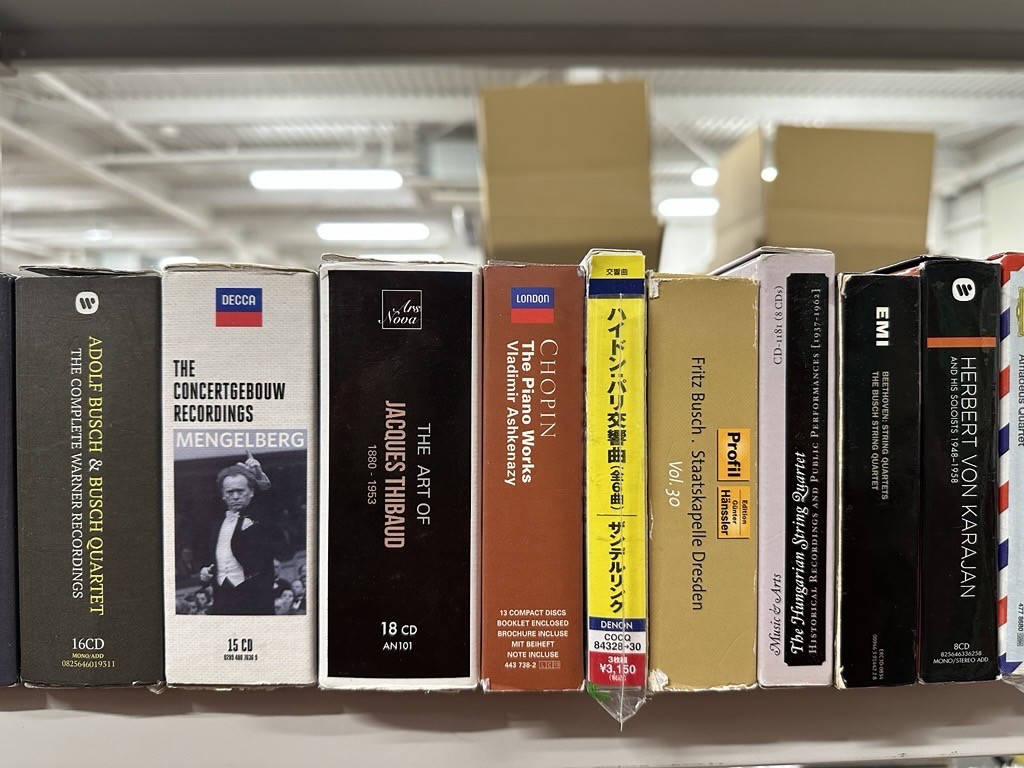 ADOLF BUSCH & BUSCH QUARTET
THE COMPLETE WARNER RECORDINGS
16CD
MONO/ADD
0825646019311
DECCA
THE
CONCERTGEBOUW
RECORDINGS
MENGELBERG
15 CD
Ars
Nova
THE ART OF
JACQUES THIBAUD
1880 - 1953
18 CD
AN101
LONDON
CHOPIN
The Piano Works
Vladimir Ashkenazy
13 COMPACT DISCS
BOOKLET ENCLOSED
BROCHURE INCLUSE
MIT BEIHEFT
NOTE INCLUSE
443 738-2
交響曲
ハイドン:パリ交響曲(全6曲)
ザンデルリンク
DENON
COCQ
84328→30
3枚組
¥3,150
(税込)
Fritz Busch . Staatskapelle Dresden
Vol. 30
Profil
Edition
Günter
Hänssler
CD-1181 (8 CDs)
Music & Arts
The Hungarian String Quartet
HISTORICAL RECORDINGS AND PUBLIC PERFORMANCES [1937-1962]
EMI
BEETHOVEN: STRING QUARTETS
THE BUSCH STRING QUARTET
HERBERT VON KARAJAN
AND HIS SOLOISTS 1948-1958
8CD
825646336258
MONO/STEREO ADD
Amadeus Quartet